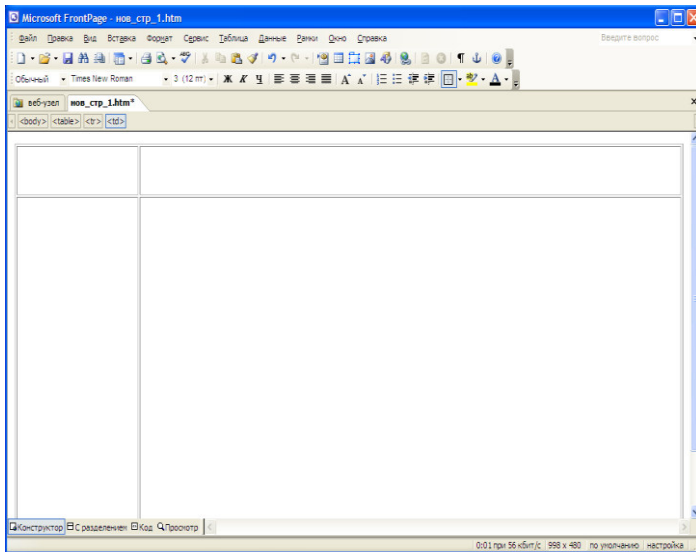 Microsoft FrontPage - нов_стр_1.htm
Файл Правка Вид Вставка Формат Сервис Таблица Данные Рамки Окно Справка Введите вопрос
Обычный Times New Roman 3 (12 пт) Ж К Ч
веб-узел нов_стр_1.htm*
<body> <table> <tr> <td>
Конструктор С разделением Код Просмотр
0:01 при 56 кбит/с 998 x 480 по умолчанию настройка